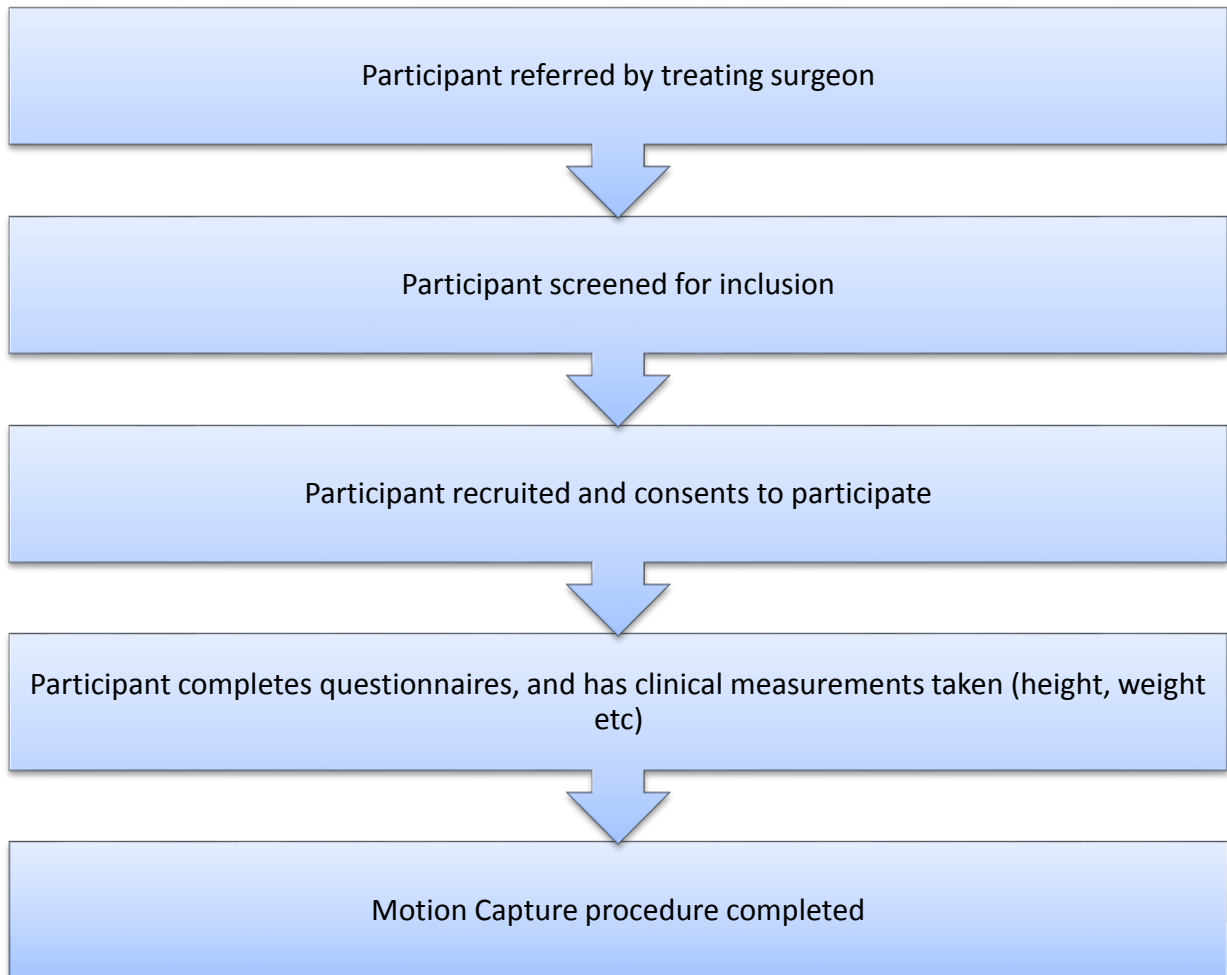 Participant referred by treating surgeon
Participant screened for inclusion
Participant recruited and consents to participate
Participant completes questionnaires, and has clinical measurements taken (height, weight
etc)
Motion Capture procedure completed